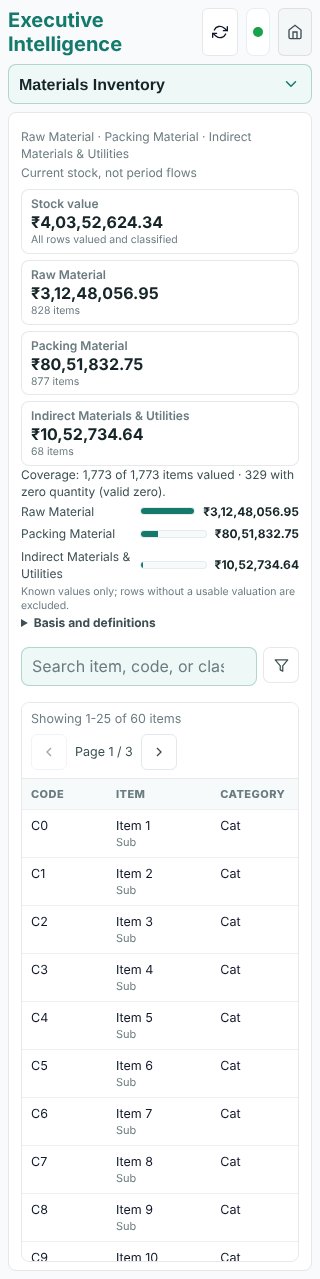 Executive
Intelligence
Materials Inventory
Raw Material · Packing Material · Indirect
Materials & Utilities
Current stock, not period flows
Stock value
₹4,03,52,624.34
All rows valued and classified
Raw Material
₹3,12,48,056.95
828 items
Packing Material
₹80,51,832.75
877 items
Indirect Materials & Utilities
₹10,52,734.64
68 items
Coverage: 1,773 of 1,773 items valued · 329 with
zero quantity (valid zero).
Raw Material ₹3,12,48,056.95
Packing Material ₹80,51,832.75
Indirect Materials &
Utilities ₹10,52,734.64
Known values only; rows without a usable valuation are
excluded.
Basis and definitions
Search item, code, or clas
Showing 1-25 of 60 items
Page 1 / 3
CODE ITEM CATEGORY
C0 Item 1 Cat
Sub
C1 Item 2 Cat
Sub
C2 Item 3 Cat
Sub
C3 Item 4 Cat
Sub
C4 Item 5 Cat
Sub
C5 Item 6 Cat
Sub
C6 Item 7 Cat
Sub
C7 Item 8 Cat
Sub
C8 Item 9 Cat
Sub
C9 Item 10 Cat